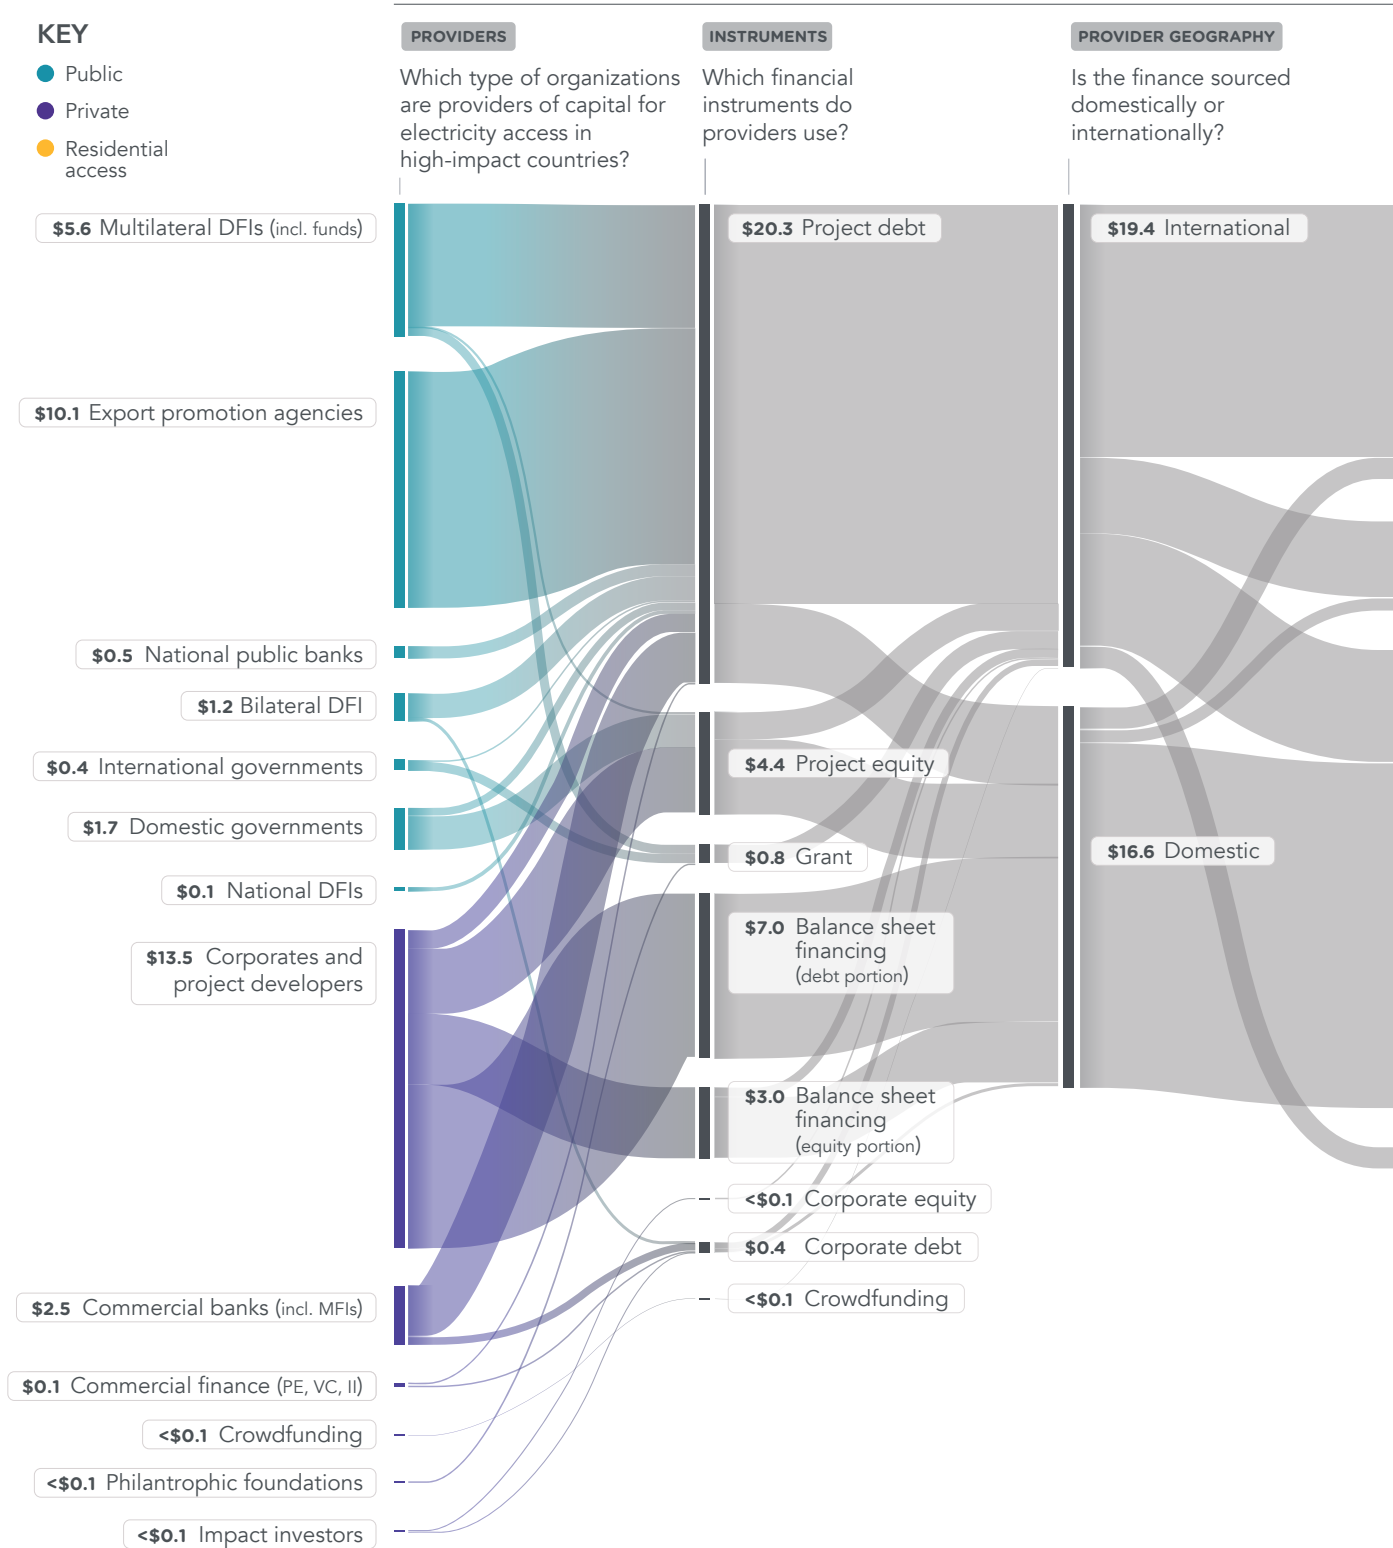 KEY
Public
Private
Residential
access
PROVIDERS
Which type of organizations
are providers of capital for
electricity access in
high-impact countries?
INSTRUMENTS
Which financial
instruments do
providers use?
PROVIDER GEOGRAPHY
Is the finance sourced
domestically or
internationally?
$5.6 Multilateral DFIs (incl. funds)
$10.1 Export promotion agencies
$0.5 National public banks
$1.2 Bilateral DFI
$0.4 International governments
$1.7 Domestic governments
$0.1 National DFIs
$13.5 Corporates and
project developers
$2.5 Commercial banks (incl. MFIs)
$0.1 Commercial finance (PE, VC, II)
<$0.1 Crowdfunding
<$0.1 Philantrophic foundations
<$0.1 Impact investors
$20.3 Project debt
$4.4 Project equity
$0.8 Grant
$7.0 Balance sheet
financing
(debt portion)
$3.0 Balance sheet
financing
(equity portion)
<$0.1 Corporate equity
$0.4 Corporate debt
<$0.1 Crowdfunding
$19.4 International
$16.6 Domestic